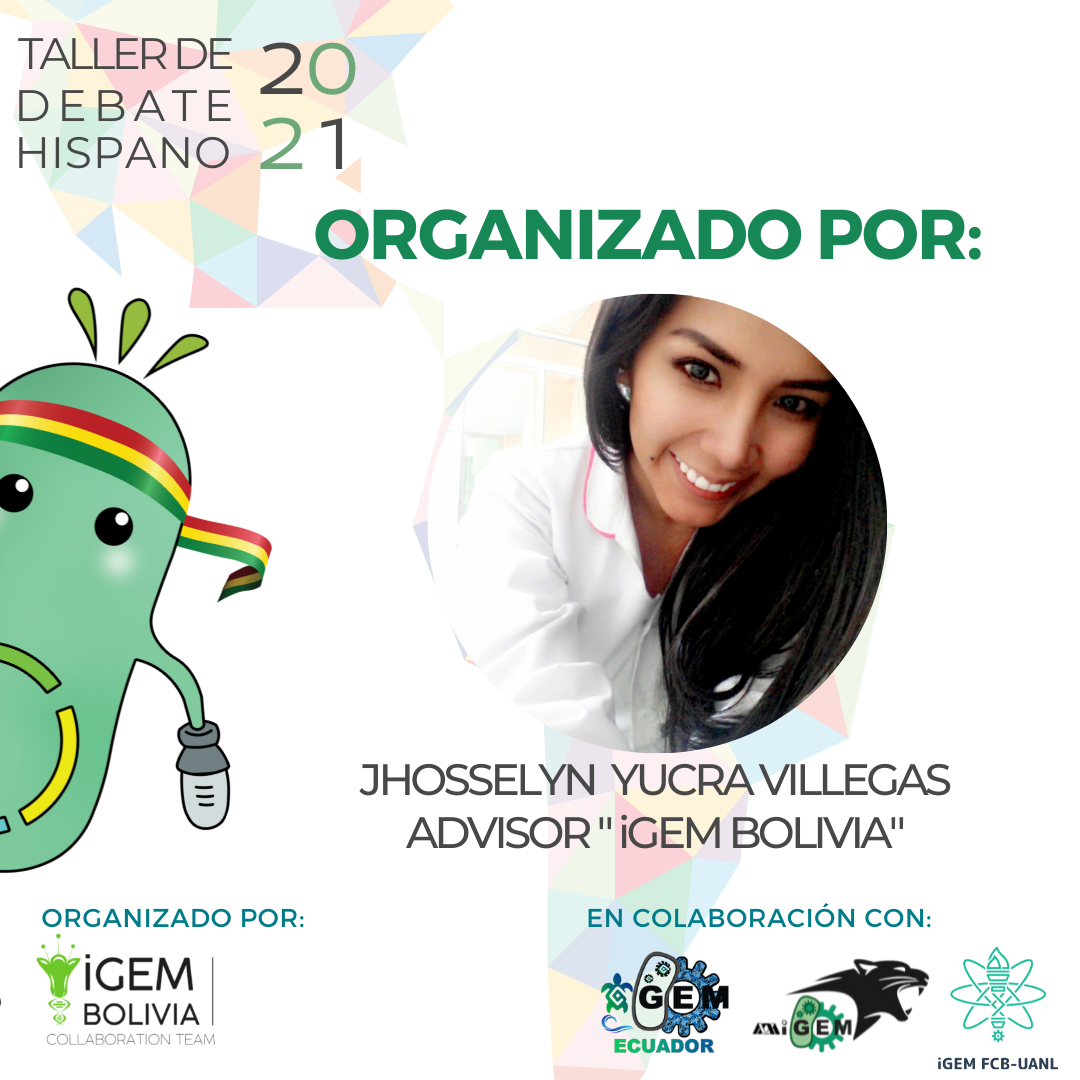 TALLER DE
DEBATE
HISPANO
20
21
ORGANIZADO POR:
JHOSSELYN YUCRA VILLEGAS
ADVISOR " iGEM BOLIVIA"
ORGANIZADO POR:
iGEM
BOLIVIA
COLLABORATION TEAM
EN COLABORACIÓN CON:
iGEM
ECUADOR
iGEM
iGEM FCB-UANL